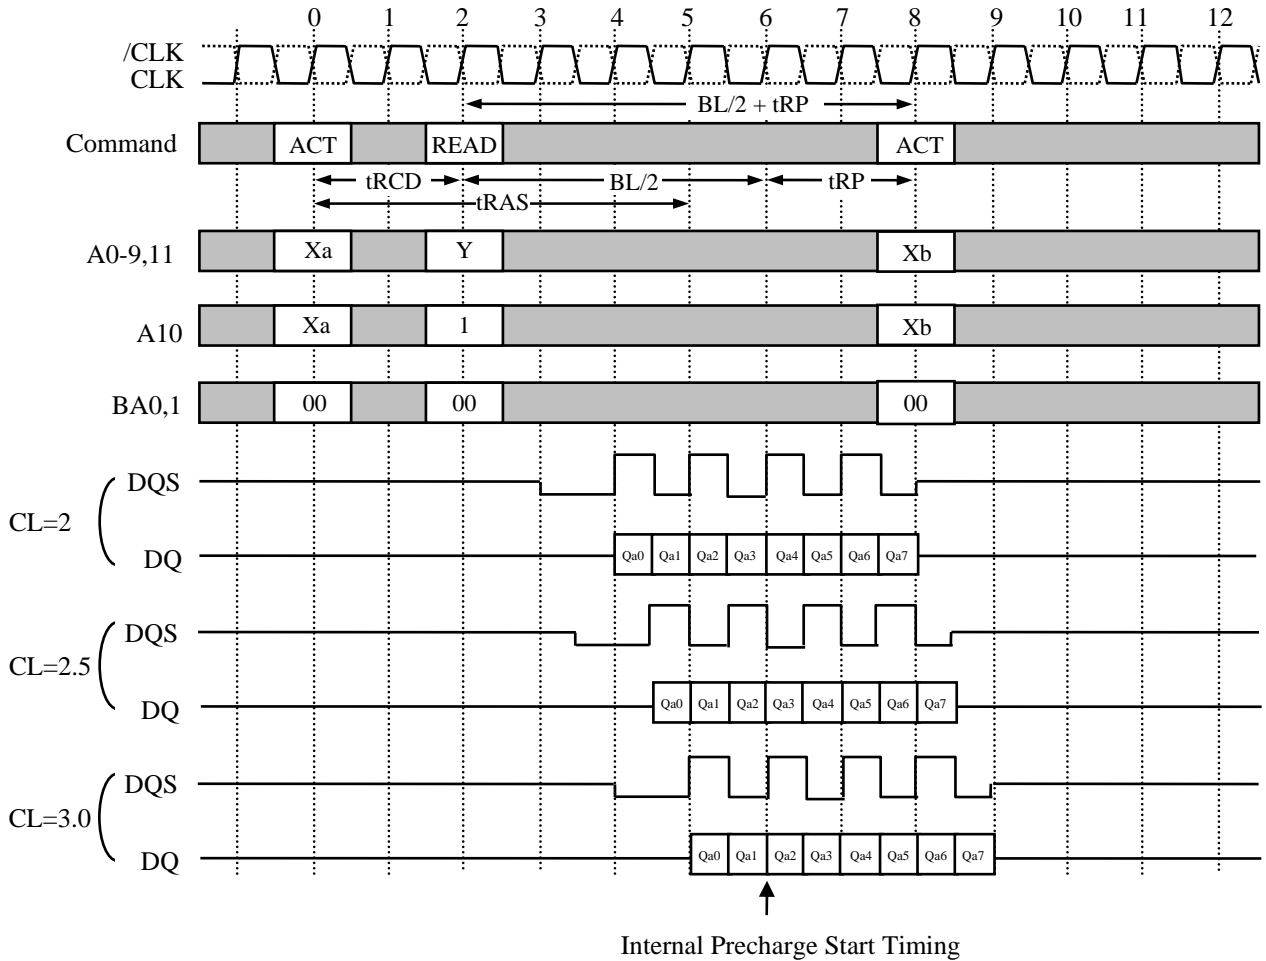 0 1 2 3 4 5 6 7 8 9 10 11 12
/CLK
CLK
BL/2 + tRP
Command ACT READ ACT
tRCD BL/2 tRP
tRAS
A0-9,11 Xa Y Xb
A10 Xa 1 Xb
BA0,1 00 00 00
DQS
CL=2
DQ Qa0 Qa1 Qa2 Qa3 Qa4 Qa5 Qa6 Qa7
DQS
CL=2.5
DQ Qa0 Qa1 Qa2 Qa3 Qa4 Qa5 Qa6 Qa7
DQS
CL=3.0
DQ Qa0 Qa1 Qa2 Qa3 Qa4 Qa5 Qa6 Qa7
Internal Precharge Start Timing